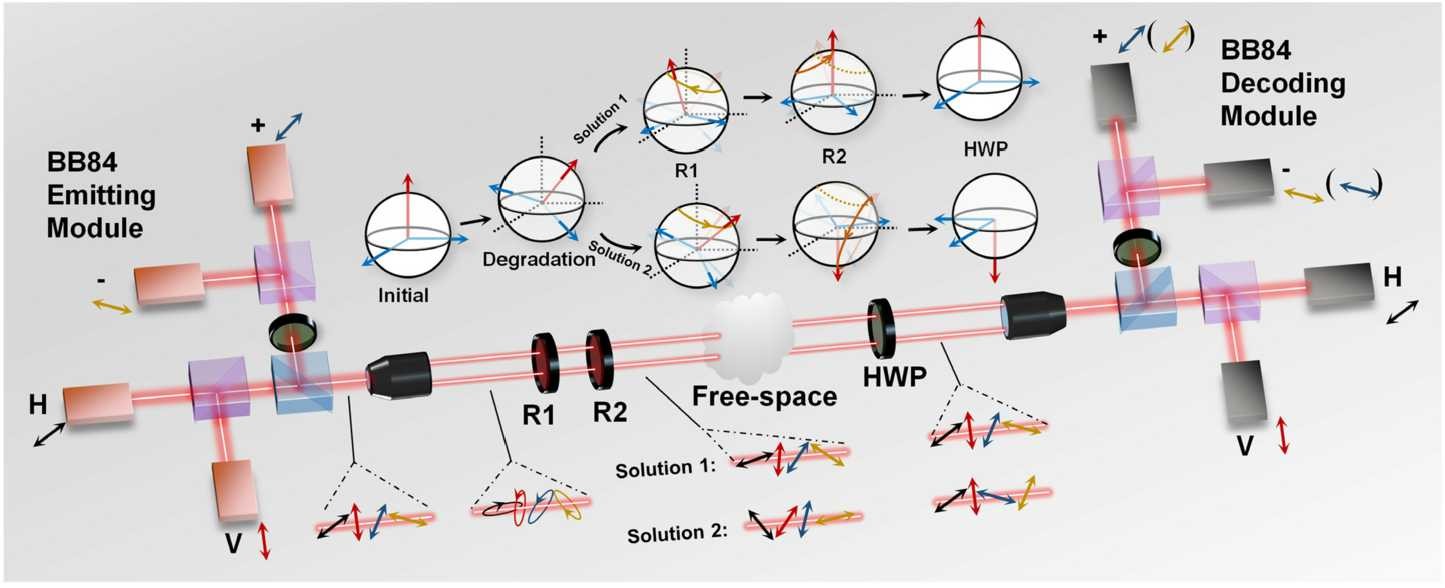 BB84
Emitting
Module
+
-
H
V
Initial
Degradation
Solution 1
Solution 2
R1
R2
HWP
R1
R2
Free-space
HWP
Solution 1:
Solution 2:
+ ( )
- ( )
BB84
Decoding
Module
H
V